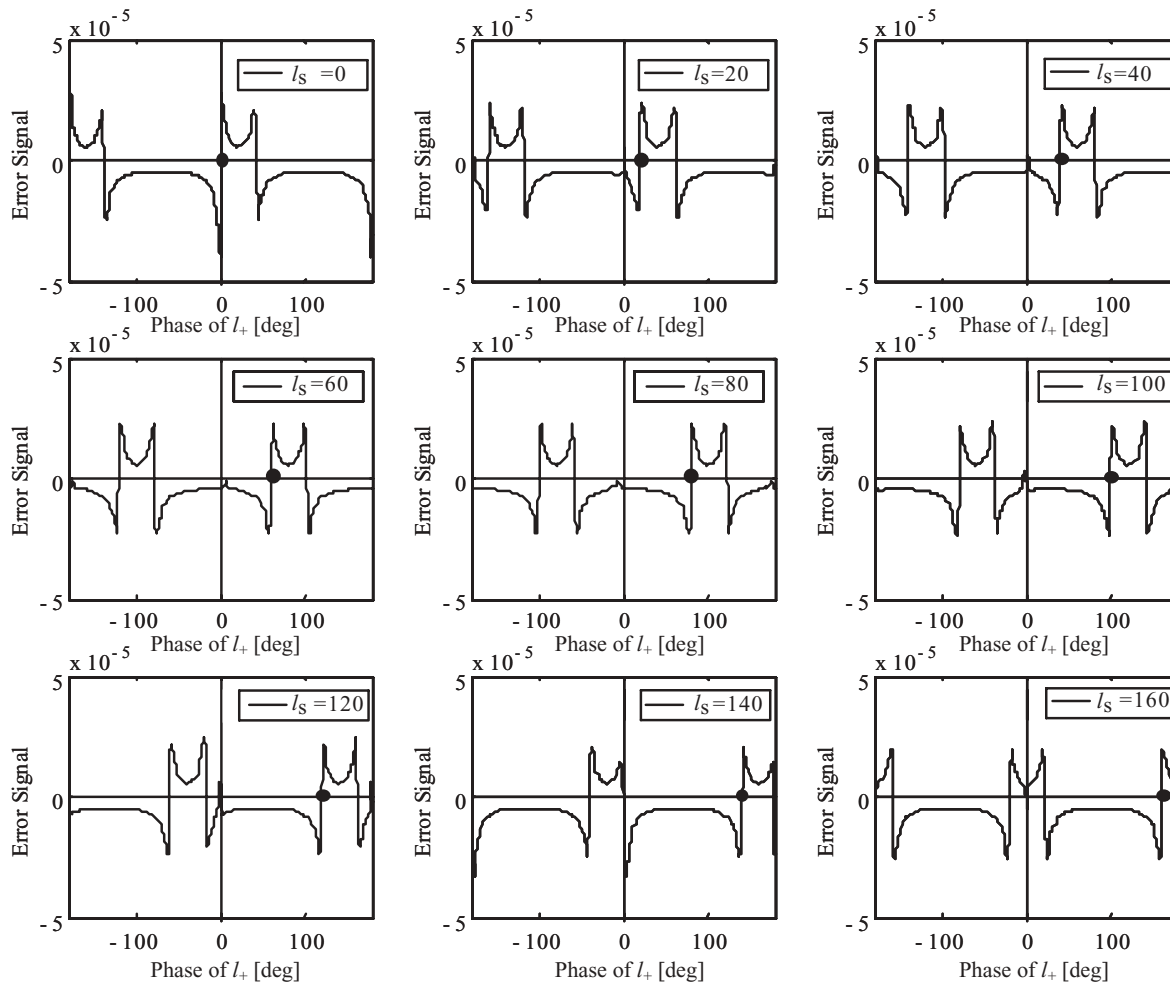 x 10 -5
x 10 -5
x 10 -5
5
5
5
ls =0
ls=20
ls=40
Error Signal
Error Signal
Error Signal
0
0
0
- 5
- 5
- 5
- 100 0 100
- 100 0 100
- 100 0 100
Phase of l+ [deg]
Phase of l+ [deg]
Phase of l+ [deg]
x 10 -5
x 10 -5
x 10 -5
5
5
5
ls=60
ls=80
ls=100
Error Signal
Error Signal
Error Signal
0
0
0
- 5
- 5
- 5
- 100 0 100
- 100 0 100
- 100 0 100
Phase of l+ [deg]
Phase of l+ [deg]
Phase of l+ [deg]
x 10 -5
x 10 -5
x 10 -5
5
5
5
ls=120
ls=140
ls=160
Error Signal
Error Signal
Error Signal
0
0
0
- 5
- 5
- 5
- 100 0 100
- 100 0 100
- 100 0 100
Phase of l+ [deg]
Phase of l+ [deg]
Phase of l+ [deg]